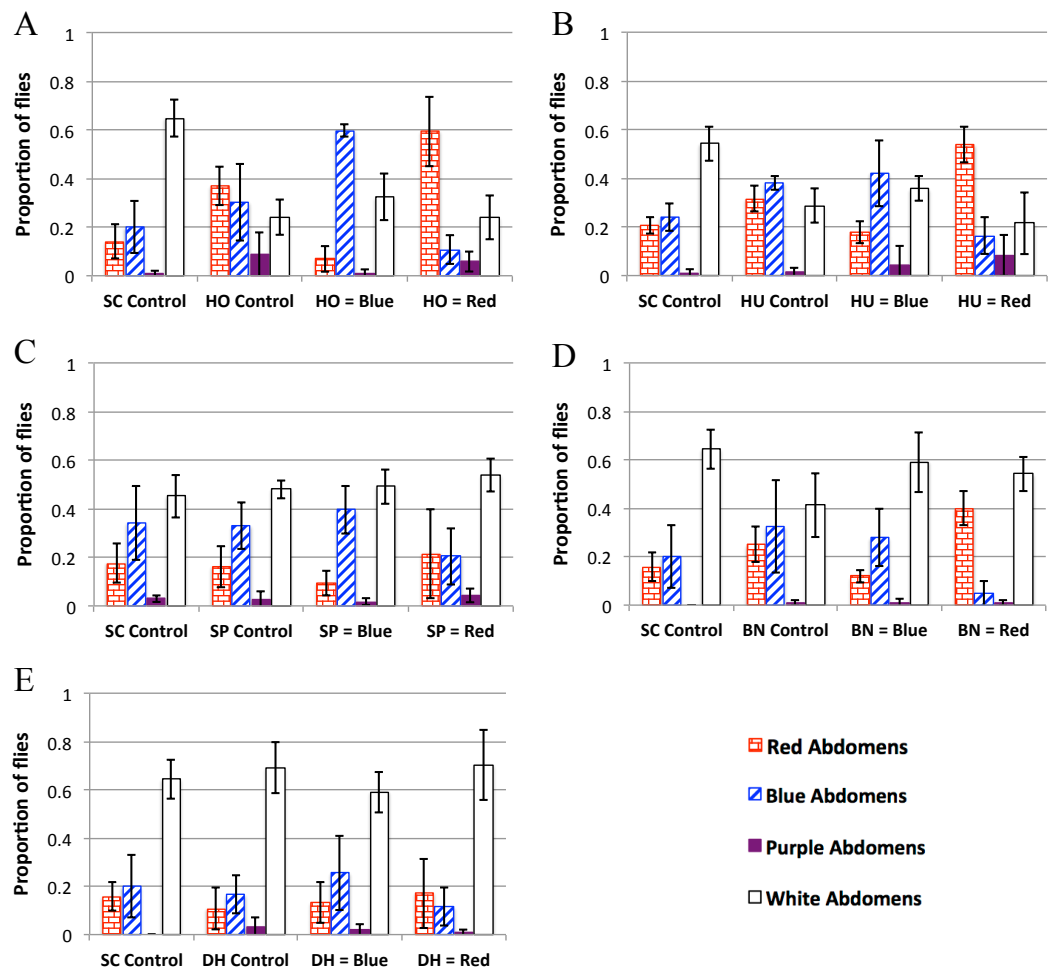 A
Proportion of flies
1
0.8
0.6
0.4
0.2
0
SC Control HO Control HO = Blue HO = Red
B
Proportion of flies
1
0.8
0.6
0.4
0.2
0
SC Control HU Control HU = Blue HU = Red
C
Proportion of flies
1
0.8
0.6
0.4
0.2
0
SC Control SP Control SP = Blue SP = Red
D
Proportion of flies
1
0.8
0.6
0.4
0.2
0
SC Control BN Control BN = Blue BN = Red
E
Proportion of flies
1
0.8
0.6
0.4
0.2
0
SC Control DH Control DH = Blue DH = Red
Red Abdomens
Blue Abdomens
Purple Abdomens
White Abdomens